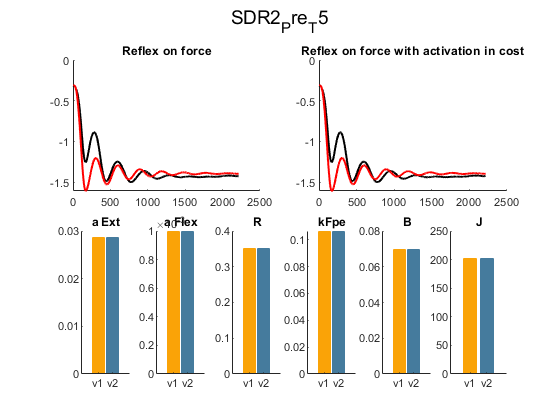 SDR2PreT5
Reflex on force
Reflex on force with activation in cost
0
-0.5
-1
-1.5
0 500 1000 1500 2000 2500
0
-0.5
-1
-1.5
0 500 1000 1500 2000 2500
a Ext
0.03
0.02
0.01
0
v1 v2
a Flex
1
0.8
0.6
0.4
0.2
0
v1 v2
R
0.4
0.3
0.2
0.1
0
v1 v2
kFpe
0.1
0.08
0.06
0.04
0.02
0
v1 v2
B
0.08
0.06
0.04
0.02
0
v1 v2
J
250
200
150
100
50
0
v1 v2